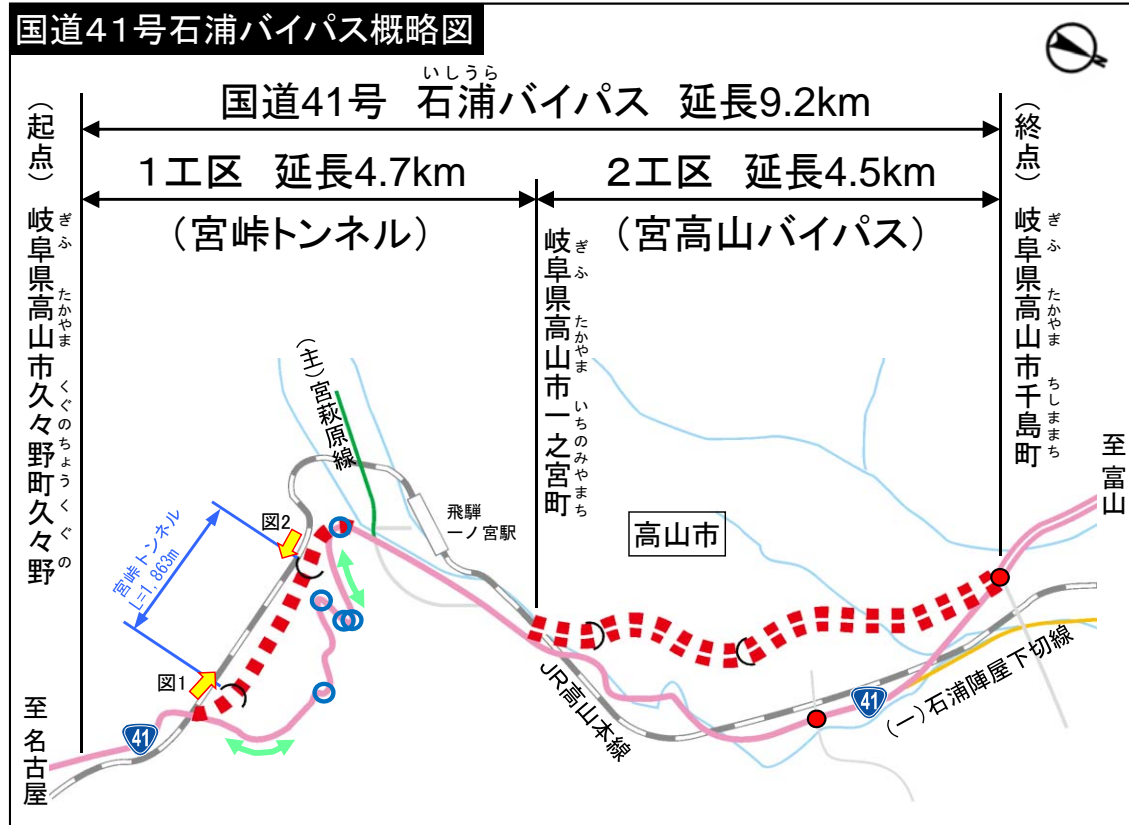 国道41号石浦バイパス概略図
いしうら
国道41号 石浦バイパス 延長9.2km
1工区 延長4.7km
2工区 延長4.5km
(宮峠トンネル)
(宮高山バイパス)
(起点)
岐阜県高山市久々野町久々野
ぎふ たかやま くぐのちょうくぐの
岐阜県高山市一之宮町
ぎふ たかやま いちのみやまち
(終点)
岐阜県高山市千島町
ぎふ たかやま ちしままち
至富山
(主)宮萩原線
飛騨
一ノ宮駅
高山市
図2
宮峠トンネル
L=1,863m
図1
至名古屋
41
JR高山本線
41
(一)石浦陣屋下切線